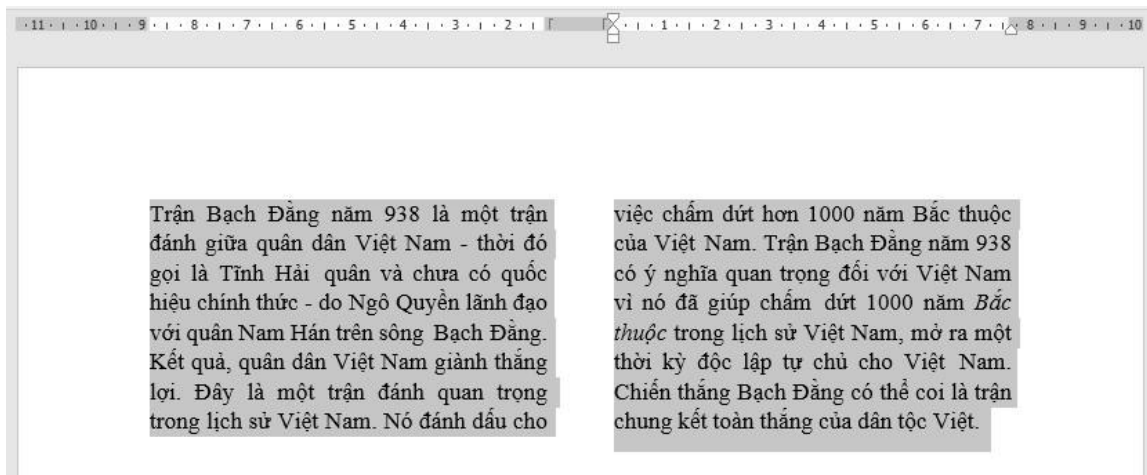 11 10 9 8 7 6 5 4 3 2 1 2 3 4 5 6 7 8 9 10
Trận Bạch Đằng năm 938 là một trận
đánh giữa quân dân Việt Nam - thời đó
gọi là Tĩnh Hải quân và chưa có quốc
hiệu chính thức - do Ngô Quyền lãnh đạo
với quân Nam Hán trên sông Bạch Đằng.
Kết quả, quân dân Việt Nam giành thắng
lợi. Đây là một trận đánh quan trọng
trong lịch sử Việt Nam. Nó đánh dấu cho
việc chấm dứt hơn 1000 năm Bắc thuộc
của Việt Nam. Trận Bạch Đằng năm 938
có ý nghĩa quan trọng đối với Việt Nam
vì nó đã giúp chấm dứt 1000 năm Bắc
thuộc trong lịch sử Việt Nam, mở ra một
thời kỳ độc lập tự chủ cho Việt Nam.
Chiến thắng Bạch Đằng có thể coi là trận
chung kết toàn thắng của dân tộc Việt.